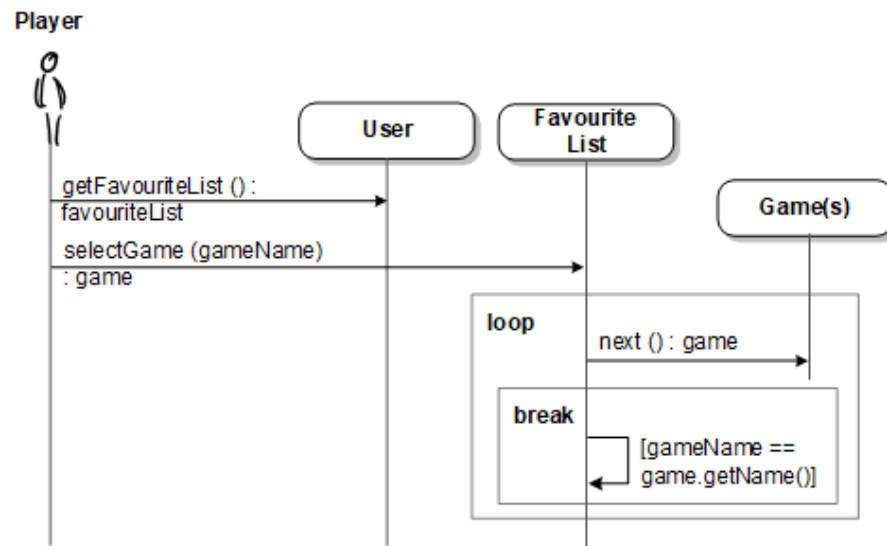 Player
User
Favourite
List
getFavouriteList () :
favouriteList
Game(s)
selectGame (gameName)
: game
loop
next () : game
break
[gameName ==
game.getName()]